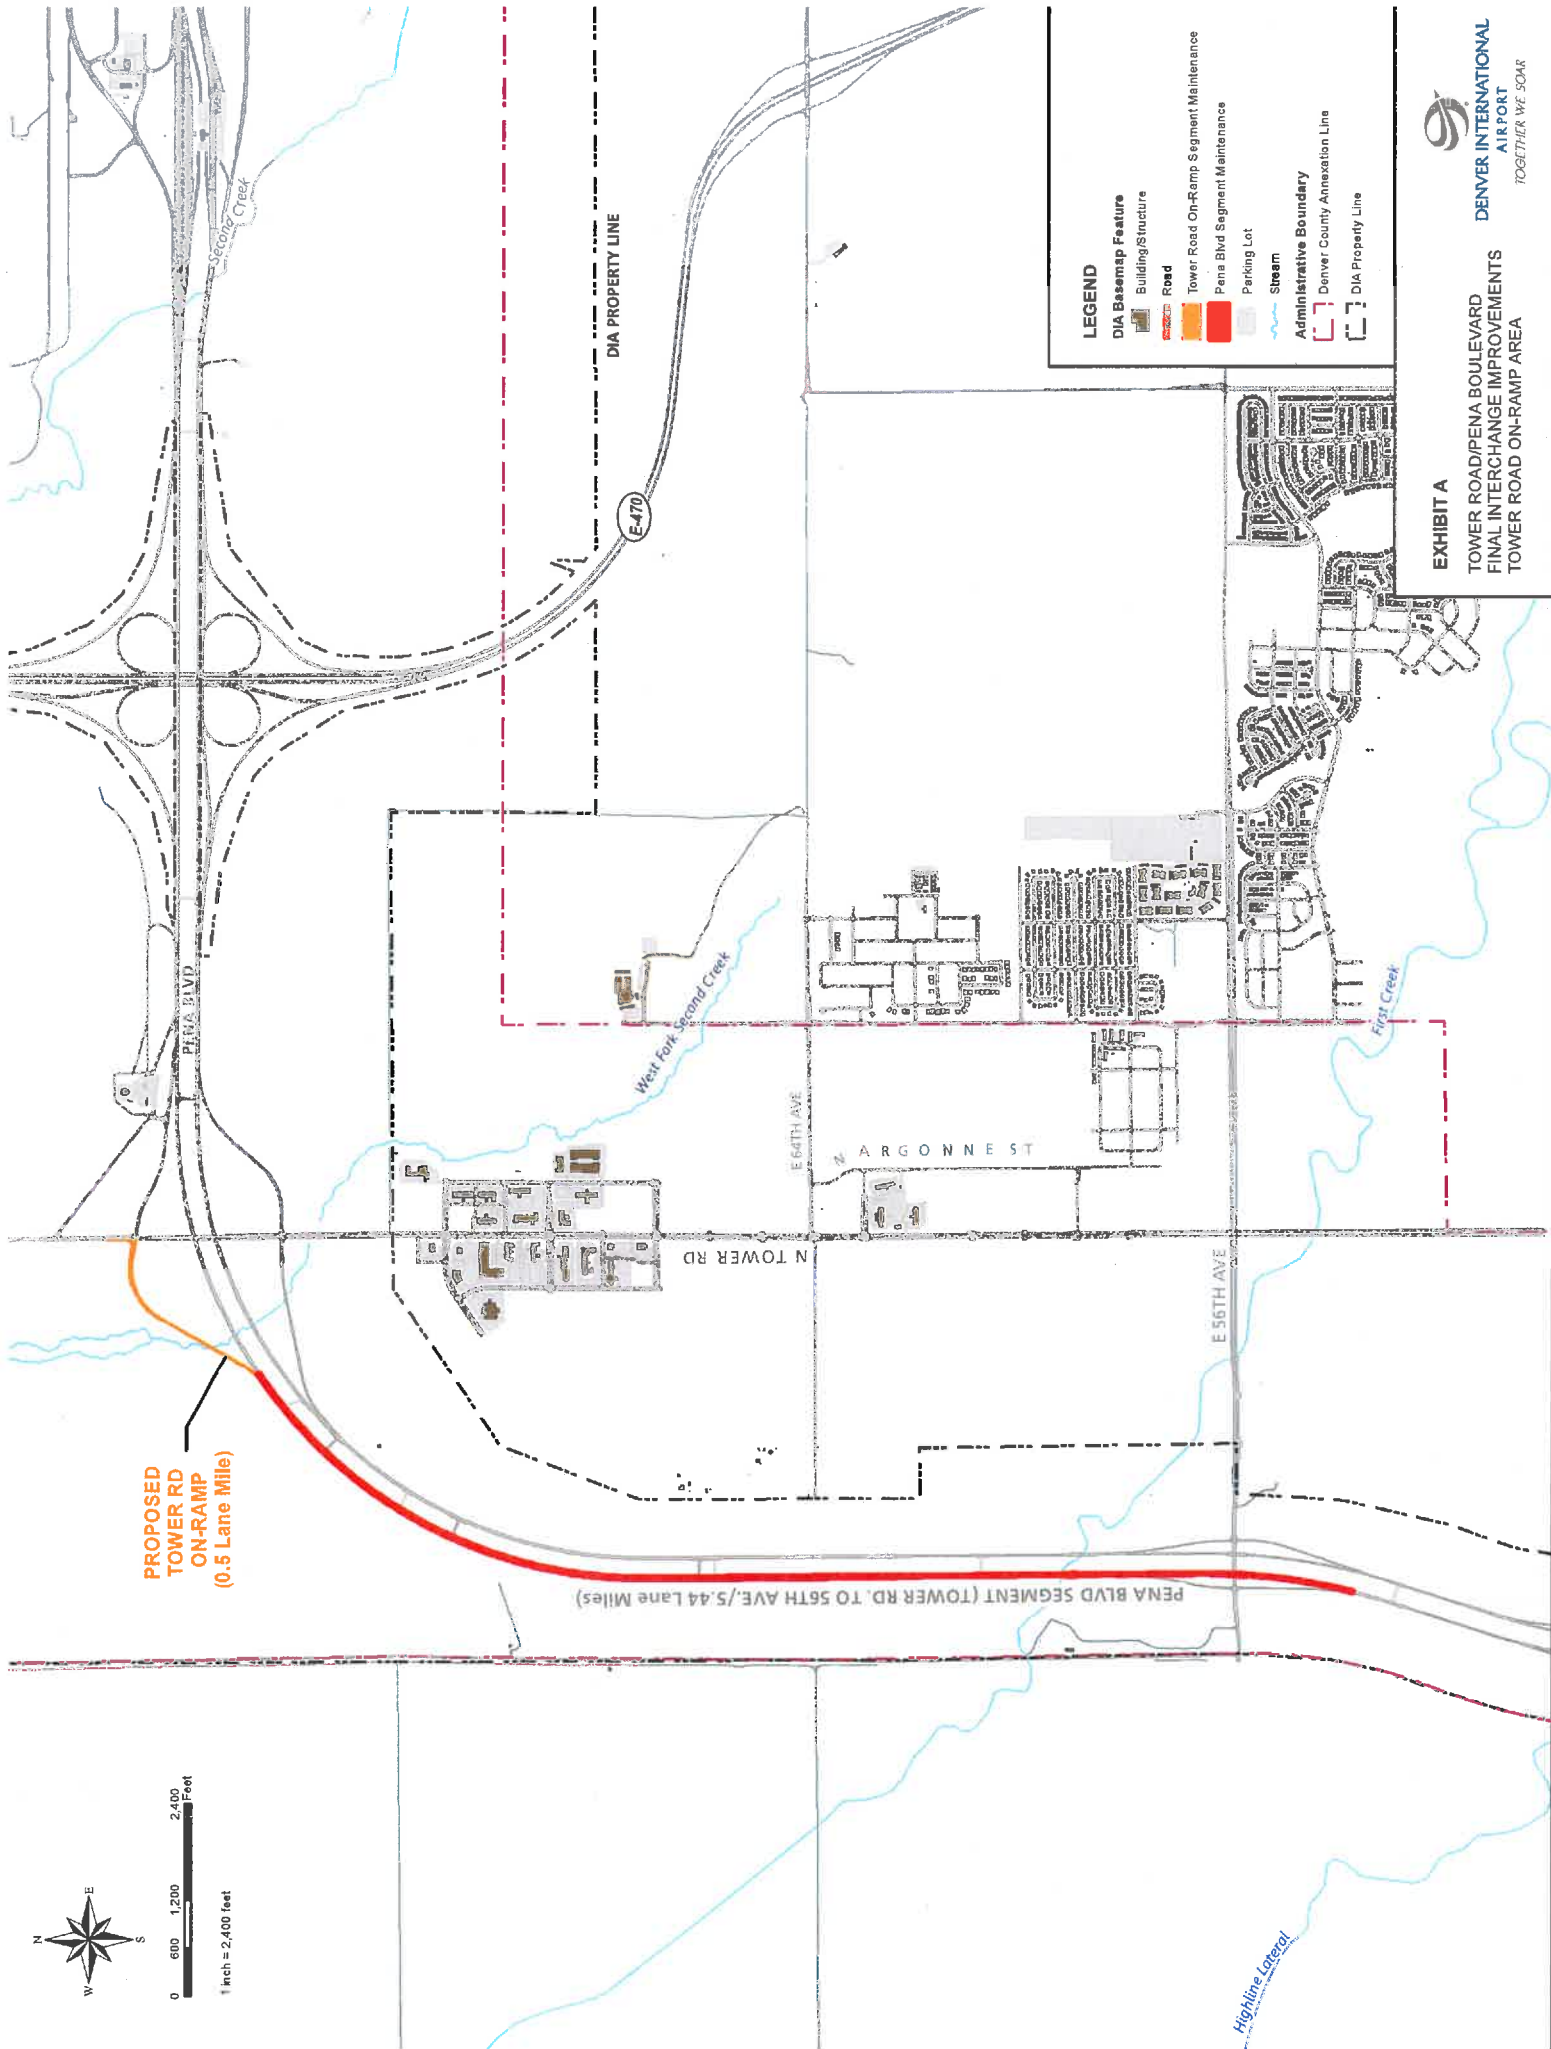 N
W
E
S
0
600
1,200
2,400
Feet
1 inch = 2,400 feet
PROPOSED
TOWER RD
ON-RAMP
(0.5 Lane Mile)
PENA BLVD
Second Creek
DIA PROPERTY LINE
E-470
West Fork Second Creek
N TOWER RD
E 64TH AVE
N ARGONNE ST
PENA BLVD SEGMENT (TOWER RD. TO 56TH AVE./5.44 Lane Miles)
E 56TH AVE
First Creek
Highline Lateral
LEGEND
DIA Basemap Feature
Building/Structure
Road
Tower Road On-Ramp Segment Maintenance
Pena Blvd Segment Maintenance
Parking Lot
Stream
Administrative Boundary
Denver County Annexation Line
DIA Property Line
EXHIBIT A
TOWER ROAD/PENA BOULEVARD
FINAL INTERCHANGE IMPROVEMENTS
TOWER ROAD ON-RAMP AREA
DENVER INTERNATIONAL
AIRPORT
TOGETHER WE SOAR